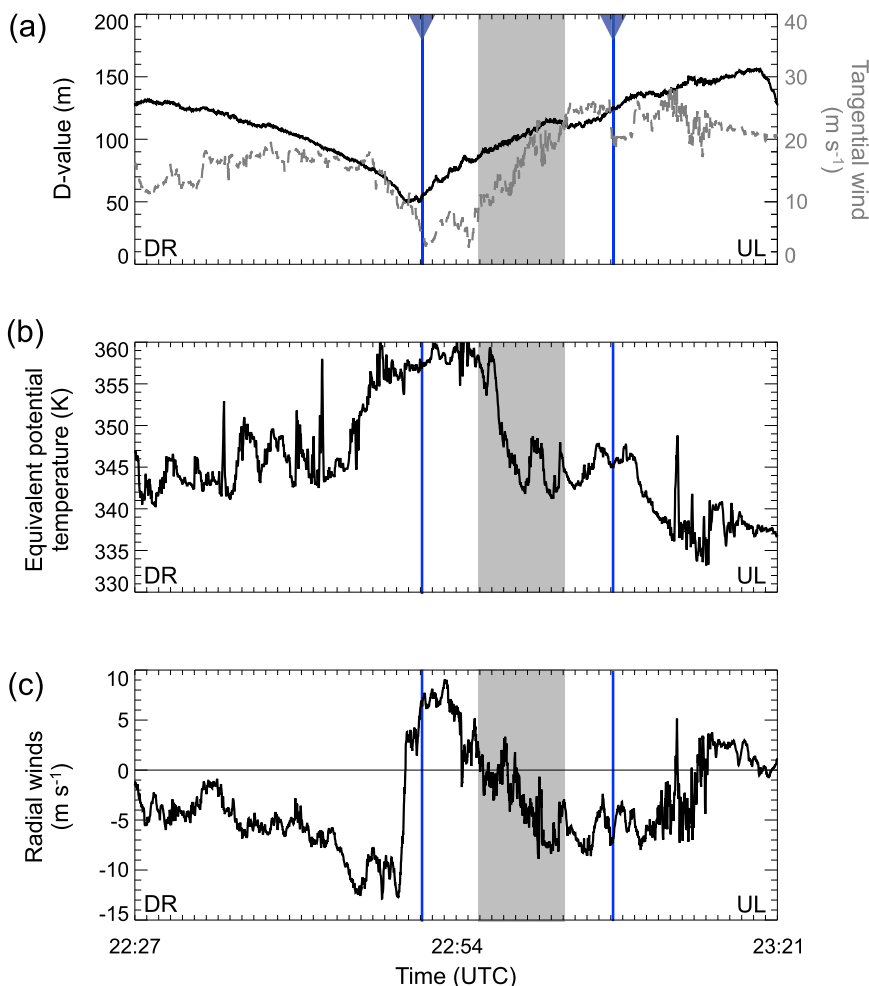 (a)
200
150
100
50
0
D-value (m)
40
30
20
10
0
Tangential wind
(m s-1)
DR
UL
(b)
360
355
350
345
340
335
330
Equivalent potential
temperature (K)
DR
UL
(c)
10
5
0
-5
-10
-15
Radial winds
(m s-1)
DR
UL
22:27
22:54
23:21
Time (UTC)